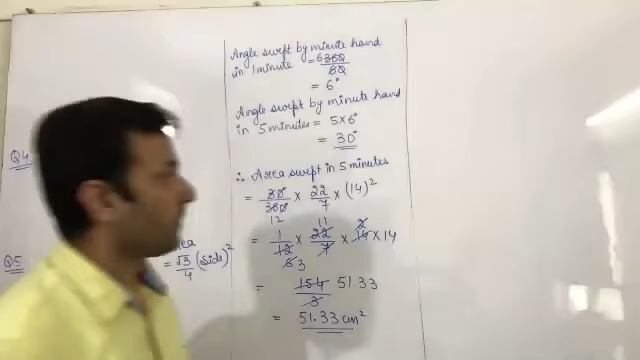 Q4
Q5
= √3/4 (side)²
Angle swept by minute hand
in 1 minute = 6 360/60
= 6°
Angle swept by minute hand
in 5 minutes = 5×6°
= 30°
∴ Area swept in 5 minutes
= 30°/360° × 22/7 × (14)²
12 11 2
= 1/12 × 22/7 × 14 × 14
6 3
= 154/3 51.33
= 51.33 cm²